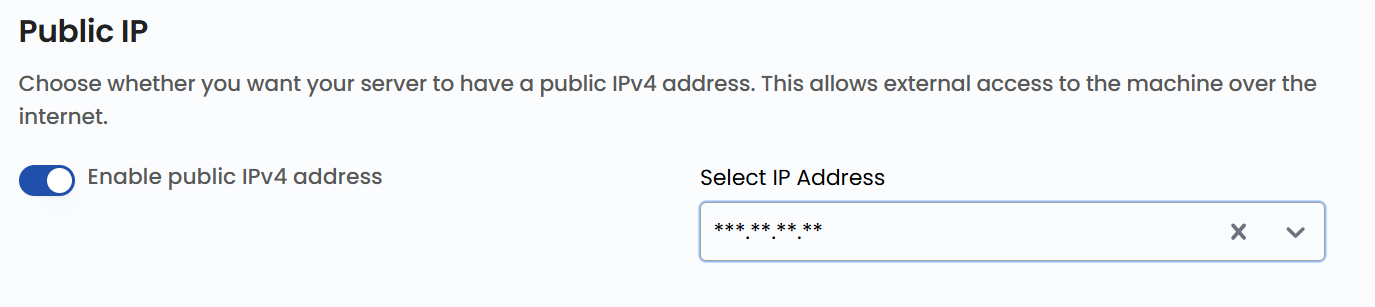 Public IP
Choose whether you want your server to have a public IPv4 address. This allows external access to the machine over the
internet.
Enable public IPv4 address
Select IP Address
***.**.**.**